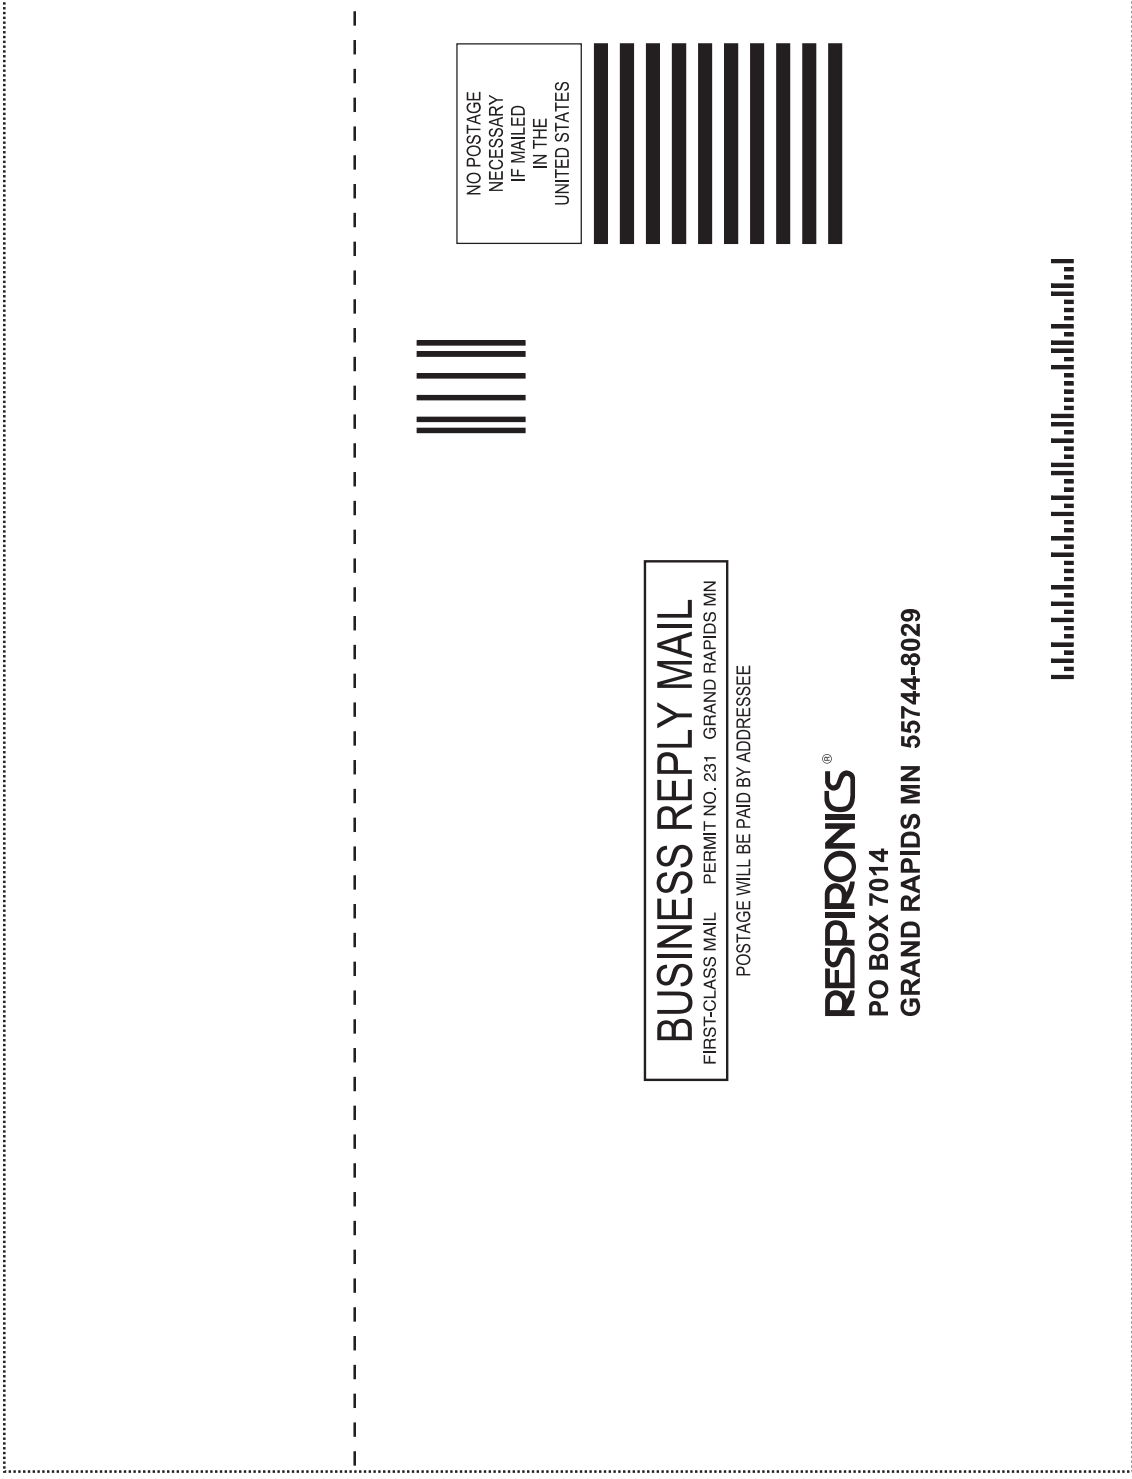 NO POSTAGE
NECESSARY
IF MAILED
IN THE
UNITED STATES
BUSINESS REPLY MAIL
FIRST-CLASS MAIL PERMIT NO. 231 GRAND RAPIDS MN
POSTAGE WILL BE PAID BY ADDRESSEE
RESPIRONICS®
PO BOX 7014
GRAND RAPIDS MN 55744-8029